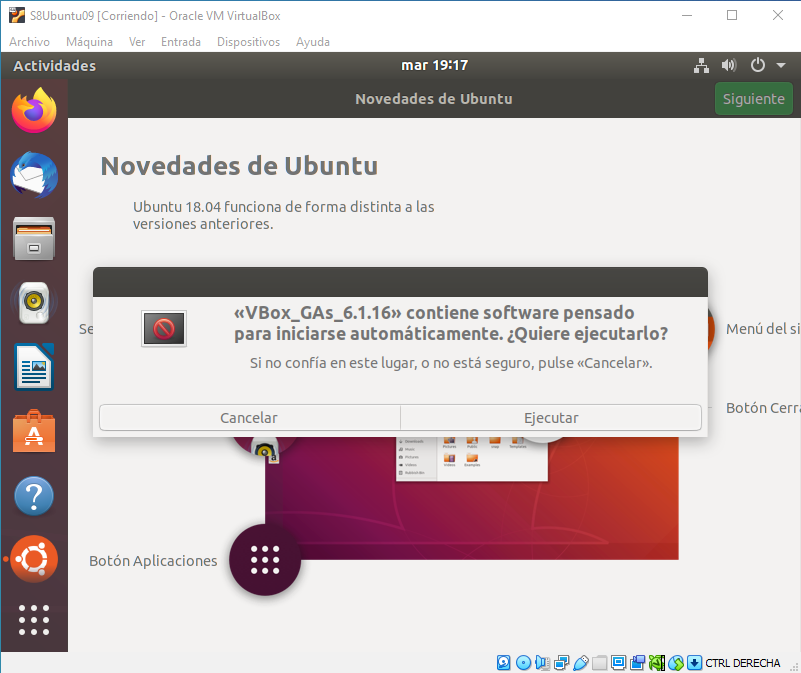 S8Ubuntu09 [Corriendo] - Oracle VM VirtualBox
Archivo Máquina Ver Entrada Dispositivos Ayuda
Actividades mar 19:17
Novedades de Ubuntu Siguiente
Novedades de Ubuntu
Ubuntu 18.04 funciona de forma distinta a las
versiones anteriores.
«VBox_GAs_6.1.16» contiene software pensado
para iniciarse automáticamente. ¿Quiere ejecutarlo?
Se
Menú del si
Si no confía en este lugar, o no está seguro, pulse «Cancelar».
Botón Cerra
Cancelar Ejecutar
Pictures
Videos
Botón Aplicaciones
CTRL DERECHA